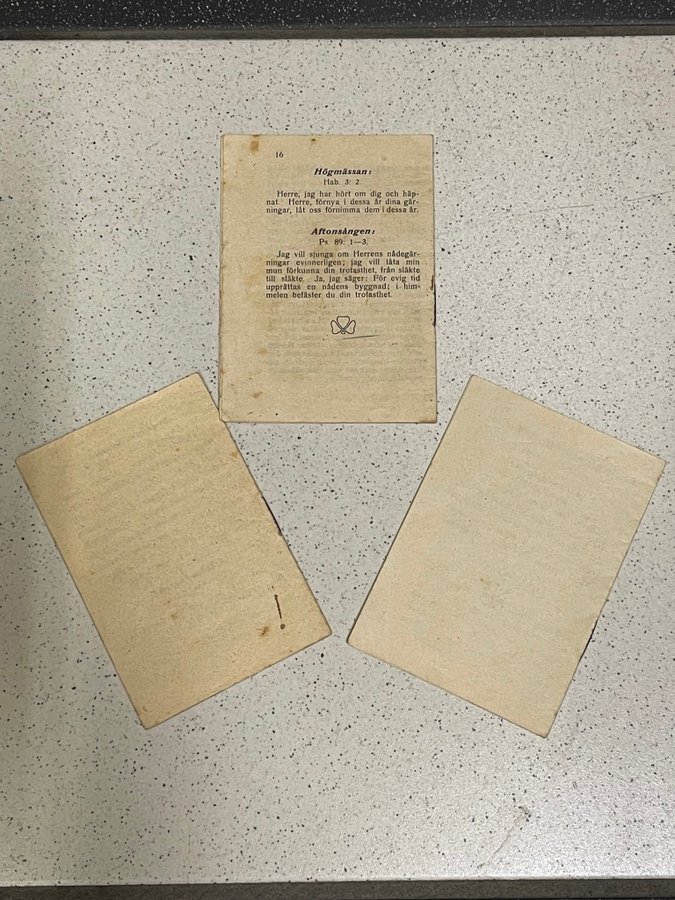 16
Högmässan:
Hab. 3: 2.
Herre, jag har hört om dig och häp-
nat. Herre, förnya i dessa år dina gär-
ningar, låt oss förnimma dem i dessa år.
Aftonsången:
Ps. 89: 1—3.
Jag vill sjunga om Herrens nådegär-
ningar evinnerligen; jag vill låta min
mun förkunna din trofasthet, från släkte
till släkte. Ja, jag säger: För evig tid
upprättas en nådens byggnad; i him-
melen befäster du din trofasthet.